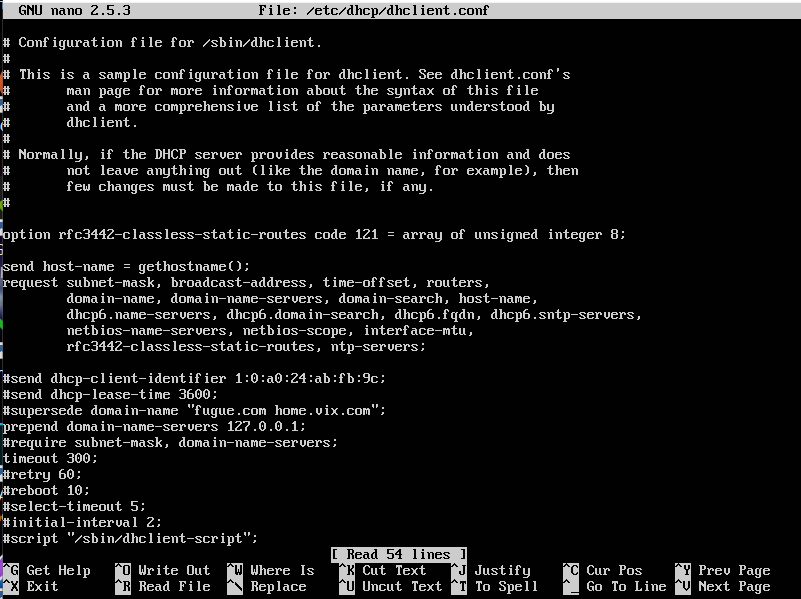 GNU nano 2.5.3 File: /etc/dhcp/dhclient.conf
# Configuration file for /sbin/dhclient.
#
# This is a sample configuration file for dhclient. See dhclient.conf's
# man page for more information about the syntax of this file
# and a more comprehensive list of the parameters understood by
# dhclient.
#
# Normally, if the DHCP server provides reasonable information and does
# not leave anything out (like the domain name, for example), then
# few changes must be made to this file, if any.
#
option rfc3442-classless-static-routes code 121 = array of unsigned integer 8;
send host-name = gethostname();
request subnet-mask, broadcast-address, time-offset, routers,
domain-name, domain-name-servers, domain-search, host-name,
dhcp6.name-servers, dhcp6.domain-search, dhcp6.fqdn, dhcp6.sntp-servers,
netbios-name-servers, netbios-scope, interface-mtu,
rfc3442-classless-static-routes, ntp-servers;
#send dhcp-client-identifier 1:0:a0:24:ab:fb:9c;
#send dhcp-lease-time 3600;
#supersede domain-name "fugue.com home.vix.com";
prepend domain-name-servers 127.0.0.1;
#require subnet-mask, domain-name-servers;
timeout 300;
#retry 60;
#reboot 10;
#select-timeout 5;
#initial-interval 2;
#script "/sbin/dhclient-script";
[ Read 54 lines ]
^G Get Help ^O Write Out ^W Where Is ^K Cut Text ^J Justify ^C Cur Pos ^Y Prev Page
^X Exit ^R Read File ^\ Replace ^U Uncut Text ^T To Spell ^_ Go To Line ^V Next Page